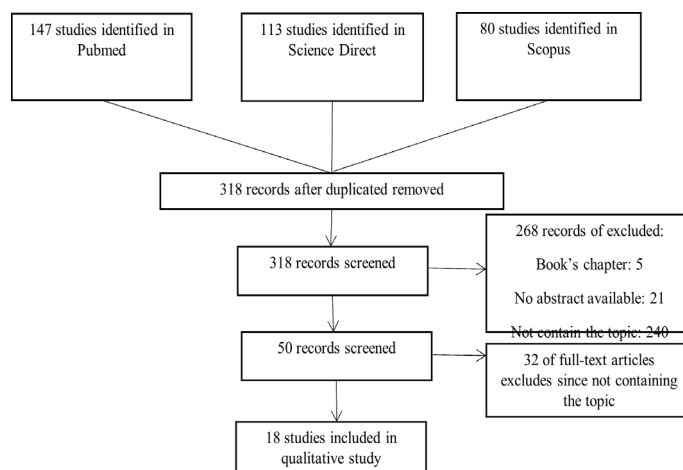 147 studies identified in
Pubmed
113 studies identified in
Science Direct
80 studies identified in
Scopus
318 records after duplicated removed
268 records of excluded:
Book's chapter: 5
No abstract available: 21
Not contain the topic: 240
318 records screened
50 records screened
32 of full-text articles
excludes since not containing
the topic
18 studies included in
qualitative study